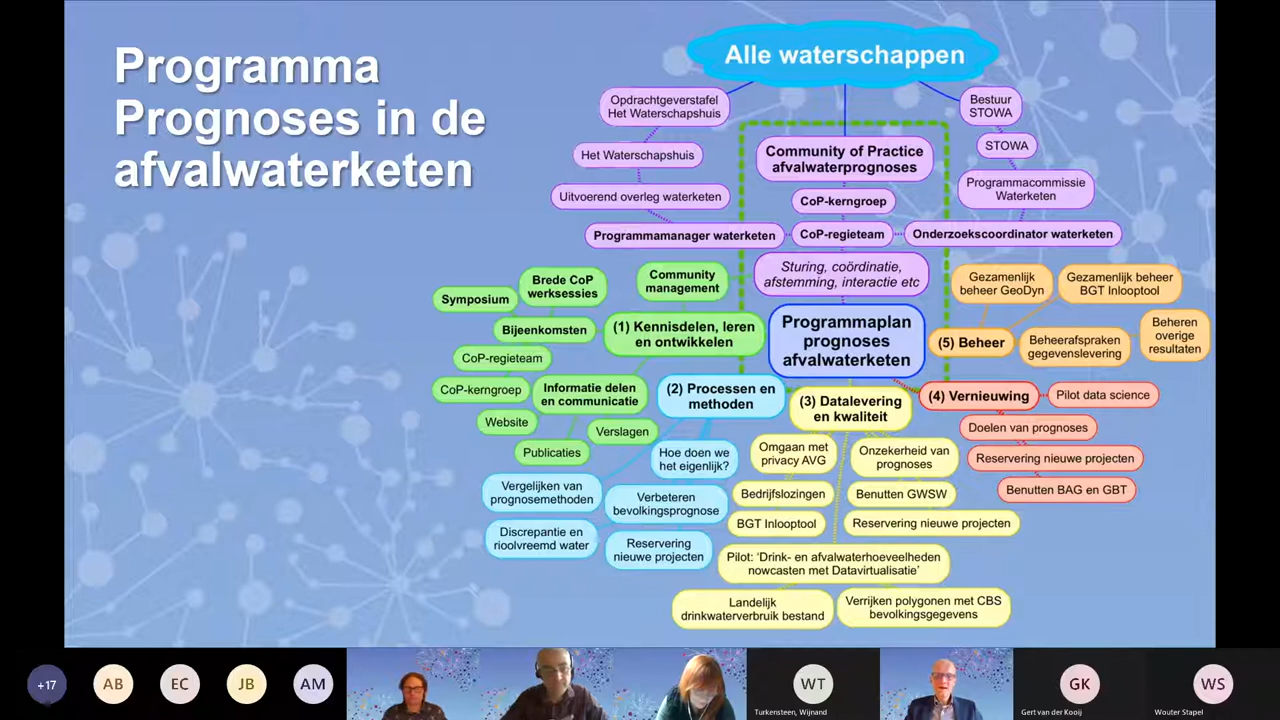 Programma
Prognoses in de
afvalwaterketen
Alle waterschappen
Opdrachtgeverstafel
Het Waterschapshuis
Bestuur
STOWA
Het Waterschapshuis
Community of Practice
afvalwaterprognoses
STOWA
Uitvoerend overleg waterketen
CoP-kerngroep
Programmacommissie
Waterketen
Programmamanager waterketen
CoP-regieteam
Onderzoekscoordinator waterketen
Sturing, coördinatie,
afstemming, interactie etc
Community
management
Brede CoP
werksessies
Symposium
Bijeenkomsten
(1) Kennisdelen, leren
en ontwikkelen
CoP-regieteam
CoP-kerngroep
Informatie delen
en communicatie
Website
Verslagen
Publicaties
Programmaplan
prognoses
afvalwaterketen
Gezamenlijk
beheer GeoDyn
Gezamenlijk beheer
BGT Inlooptool
(5) Beheer
Beheerafspraken
gegevenslevering
Beheren
overige
resultaten
(2) Processen en
methoden
Hoe doen we
het eigenlijk?
Vergelijken van
prognosemethoden
Verbeteren
bevolkingsprognose
Discrepantie en
rioolvreemd water
Reservering
nieuwe projecten
(3) Datalevering
en kwaliteit
Omgaan met
privacy AVG
Onzekerheid van
prognoses
Bedrijfslozingen
Benutten GWSW
BGT Inlooptool
Reservering nieuwe projecten
Pilot: ‘Drink- en afvalwaterhoeveelheden
nowcasten met Datavirtualisatie’
Landelijk
drinkwaterverbruik bestand
Verrijken polygonen met CBS
bevolkingsgegevens
(4) Vernieuwing
Pilot data science
Doelen van prognoses
Reservering nieuwe projecten
Benutten BAG en GBT
+17
AB
EC
JB
AM
WT
Turkensteen, Wijnand
GK
Gert van der Kooij
WS
Wouter Stapel